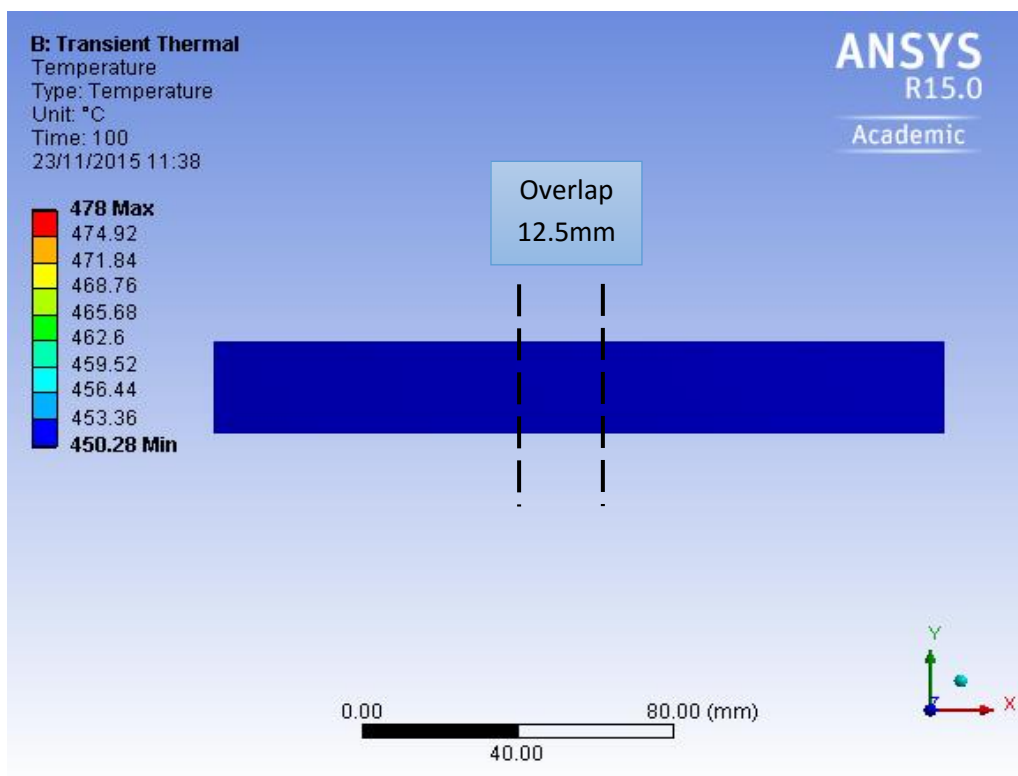 B: Transient Thermal
Temperature
Type: Temperature
Unit: °C
Time: 100
23/11/2015 11:38
ANSYS
R15.0
Academic
478 Max
474.92
471.84
468.76
465.68
462.6
459.52
456.44
453.36
450.28 Min
Overlap
12.5mm
Y
Z
X
0.00
80.00 (mm)
40.00